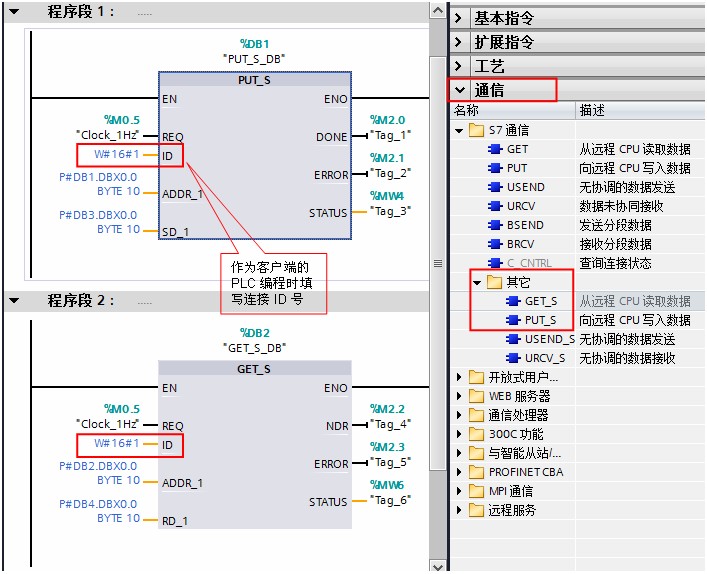 程序段 1： .....
%DB1
"PUT_S_DB"
PUT_S
EN
ENO
%M0.5
"Clock_1Hz"
REQ
W#16#1
ID
P#DB1.DBX0.0
BYTE 10
ADDR_1
P#DB3.DBX0.0
BYTE 10
SD_1
%M2.0
DONE
"Tag_1"
%M2.1
ERROR
"Tag_2"
%MW4
STATUS
"Tag_3"
作为客户端的
PLC 编程时填
写连接 ID 号
程序段 2： .....
%DB2
"GET_S_DB"
GET_S
EN
ENO
%M0.5
"Clock_1Hz"
REQ
W#16#1
ID
P#DB2.DBX0.0
BYTE 10
ADDR_1
P#DB4.DBX0.0
BYTE 10
RD_1
%M2.2
NDR
"Tag_4"
%M2.3
ERROR
"Tag_5"
%MW6
STATUS
"Tag_6"
基本指令
扩展指令
工艺
通信
名称 描述
S7 通信
GET 从远程 CPU 读取数据
PUT 向远程 CPU 写入数据
USEND 无协调的数据发送
URCV 数据未协同接收
BSEND 发送分段数据
BRCV 接收分段数据
C_CNTRL 查询连接状态
其它
GET_S 从远程 CPU 读取数据
PUT_S 向远程 CPU 写入数据
USEND_S 无协调的数据发送
URCV_S 无协调的数据接收
开放式用户...
WEB 服务器
通信处理器
300C 功能
与智能从站/...
PROFINET CBA
MPI 通信
远程服务